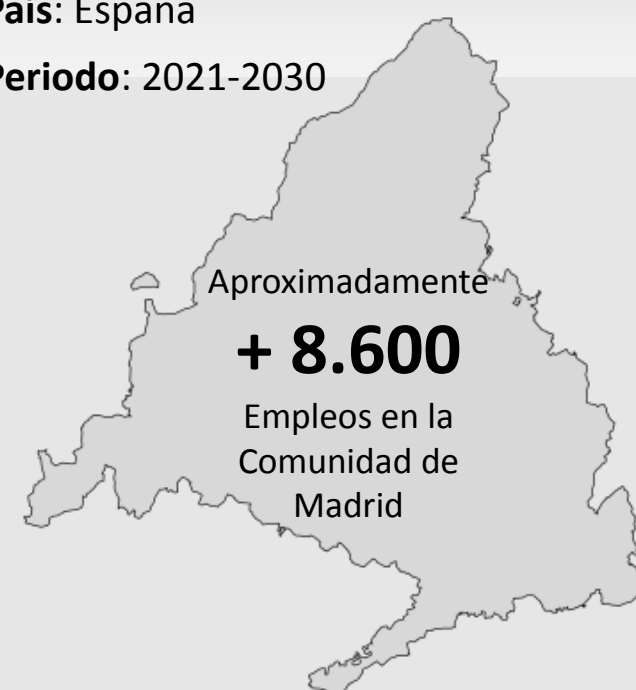 País: España
Periodo: 2021-2030
Aproximadamente
+ 8.600
Empleos en la
Comunidad de
Madrid